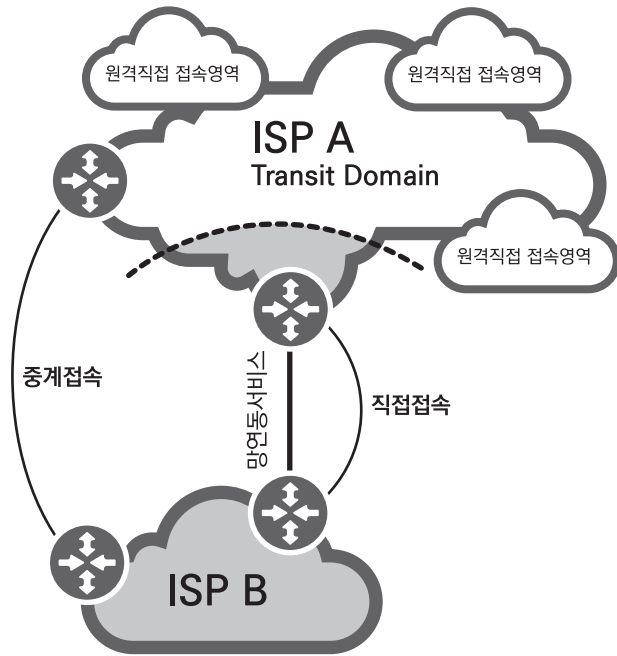 원격직접 접속영역
원격직접 접속영역
ISP A
Transit Domain
원격직접 접속영역
중계접속
망연동서비스
직접접속
ISP B